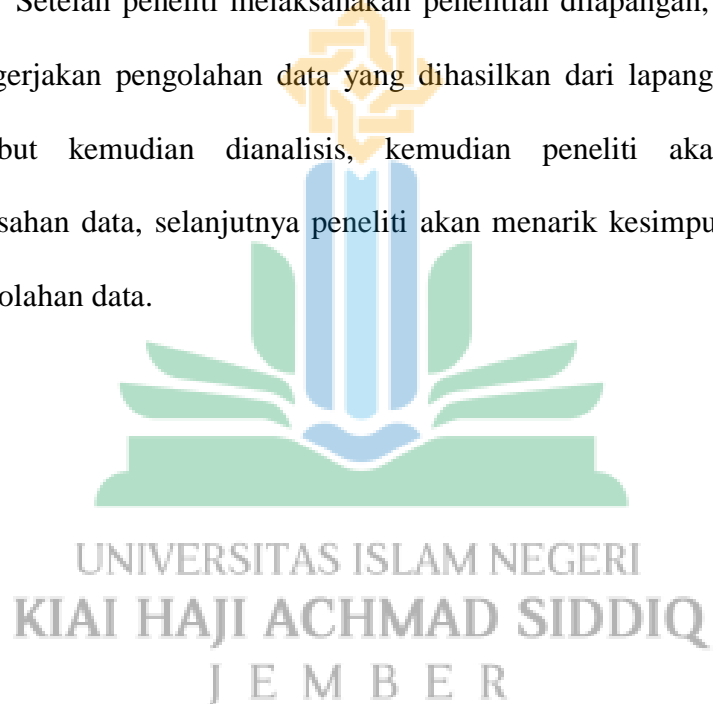 Setelah peneliti melaksanakan penelitian dilapangan,
gerjakan pengolahan data yang dihasilkan dari lapang
but kemudian dianalisis, kemudian peneliti aka
sahan data, selanjutnya peneliti akan menarik kesimpu
olahan data.
UNIVERSITAS ISLAM NEGERI
KIAI HAJI ACHMAD SIDDIQ
JEMBER